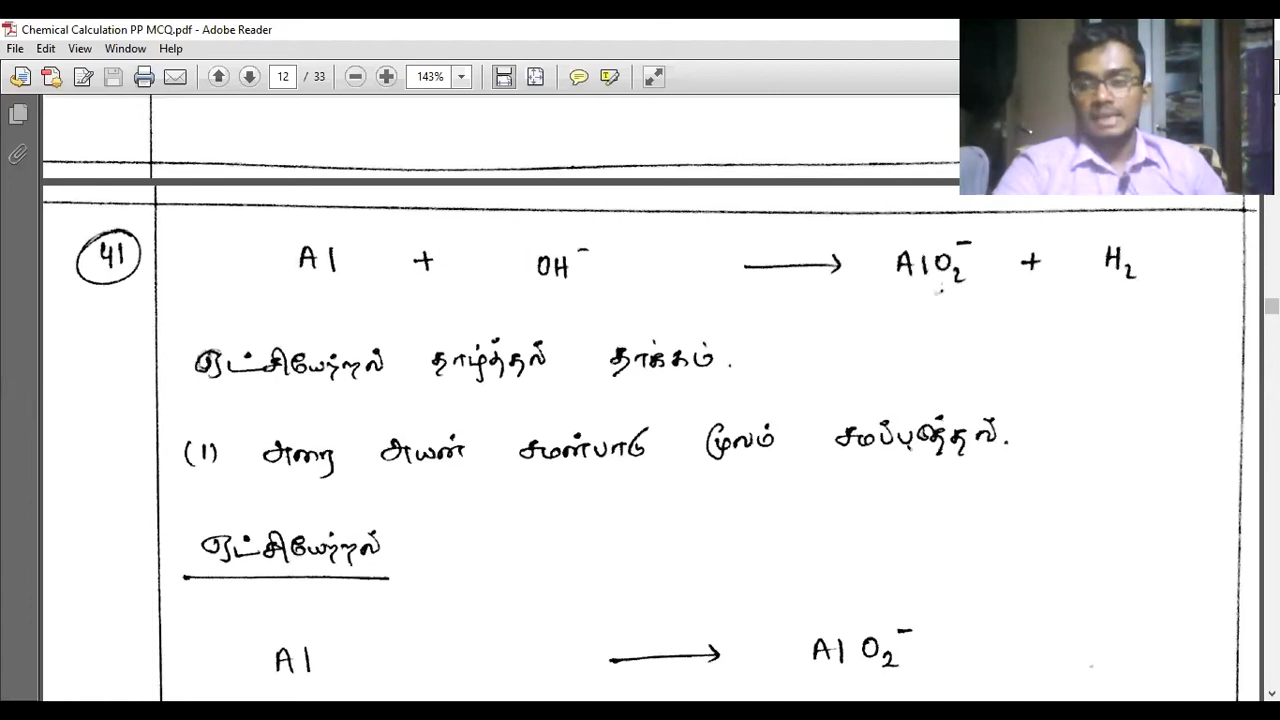 Chemical Calculation PP MCQ.pdf - Adobe Reader
File Edit View Window Help
12 / 33 143%
41 Al + OH⁻ ⟶ AlO₂⁻ + H₂
ஒட்சியேற்றல் தாழ்த்தல் தாக்கம்.
(1) அரை அயன் சமன்பாடு மூலம் சமப்படுத்தல்.
ஒட்சியேற்றல்
Al ⟶ AlO₂⁻